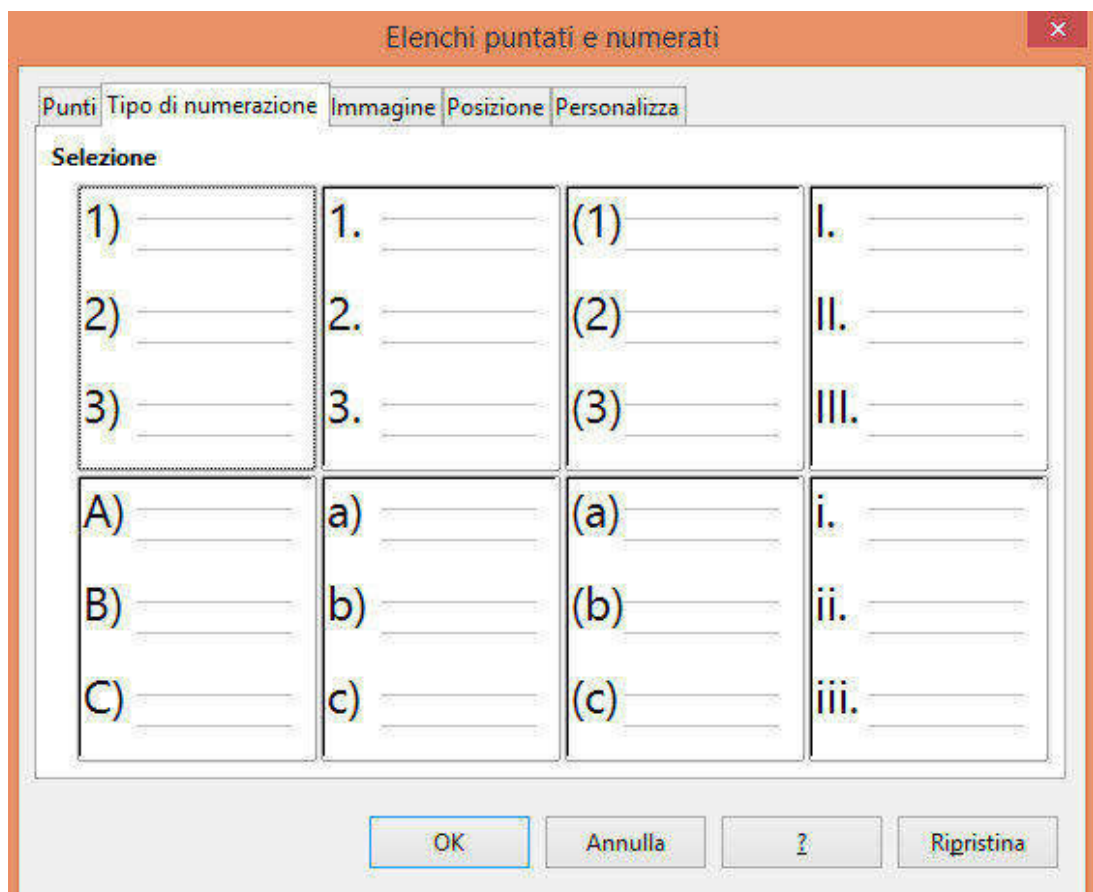 Elenchi puntati e numerati
Punti Tipo di numerazione Immagine Posizione Personalizza
Selezione
1) 1. (1) I.
2) 2. (2) II.
3) 3. (3) III.
A) a) (a) i.
B) b) (b) ii.
C) c) (c) iii.
OK Annulla ? Ripristina